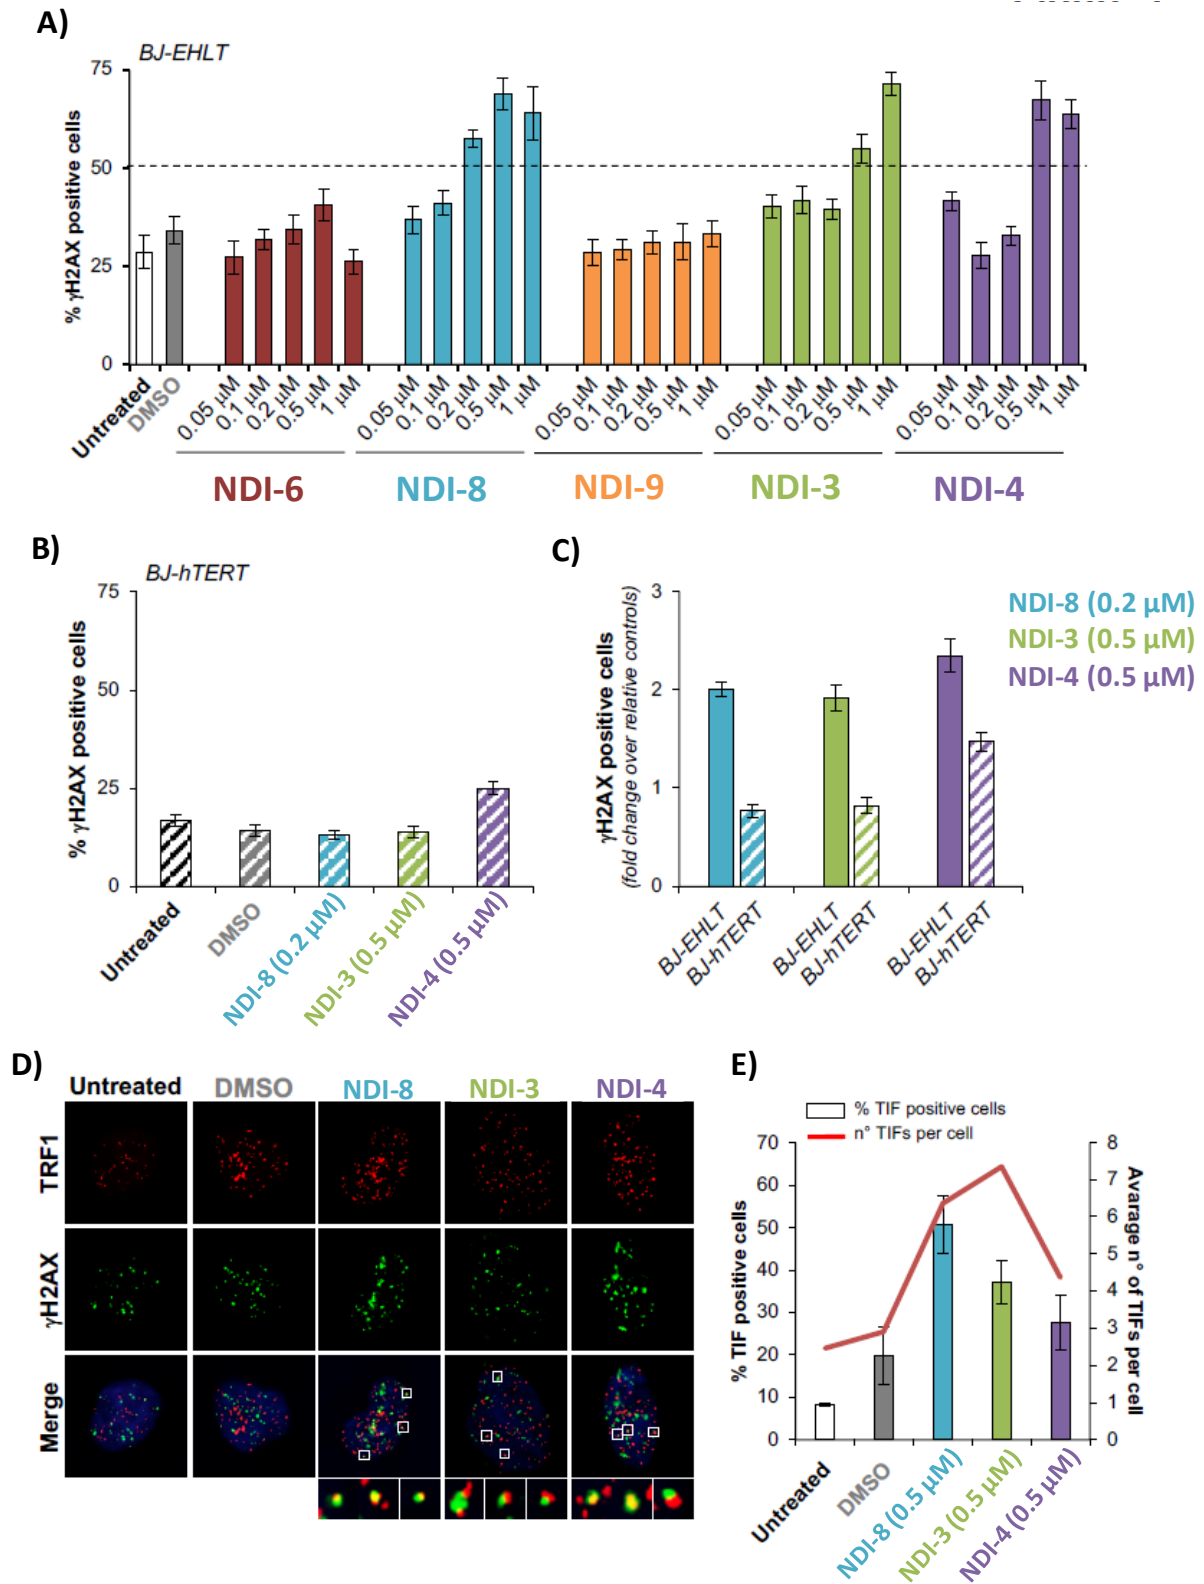 A)
BJ-EHLT
% γH2AX positive cells
75
50
25
0
Untreated
DMSO
0.05 µM
0.1 µM
0.2 µM
0.5 µM
1 µM
0.05 µM
0.1 µM
0.2 µM
0.5 µM
1 µM
0.05 µM
0.1 µM
0.2 µM
0.5 µM
1 µM
0.05 µM
0.1 µM
0.2 µM
0.5 µM
1 µM
0.05 µM
0.1 µM
0.2 µM
0.5 µM
1 µM
NDI-6
NDI-8
NDI-9
NDI-3
NDI-4
B)
BJ-hTERT
% γH2AX positive cells
75
50
25
0
Untreated
DMSO
NDI-8 (0.2 µM)
NDI-3 (0.5 µM)
NDI-4 (0.5 µM)
C)
γH2AX positive cells
(fold change over relative controls)
3
2
1
0
BJ-EHLT
BJ-hTERT
BJ-EHLT
BJ-hTERT
BJ-EHLT
BJ-hTERT
NDI-8 (0.2 µM)
NDI-3 (0.5 µM)
NDI-4 (0.5 µM)
D)
Untreated
DMSO
NDI-8
NDI-3
NDI-4
TRF1
γH2AX
Merge
E)
% TIF positive cells
n° TIFs per cell
% TIF positive cells
70
60
50
40
30
20
10
0
8
7
6
5
4
3
2
1
0
Avarage n° of TIFs per cell
Untreated
DMSO
NDI-8 (0.5 µM)
NDI-3 (0.5 µM)
NDI-4 (0.5 µM)